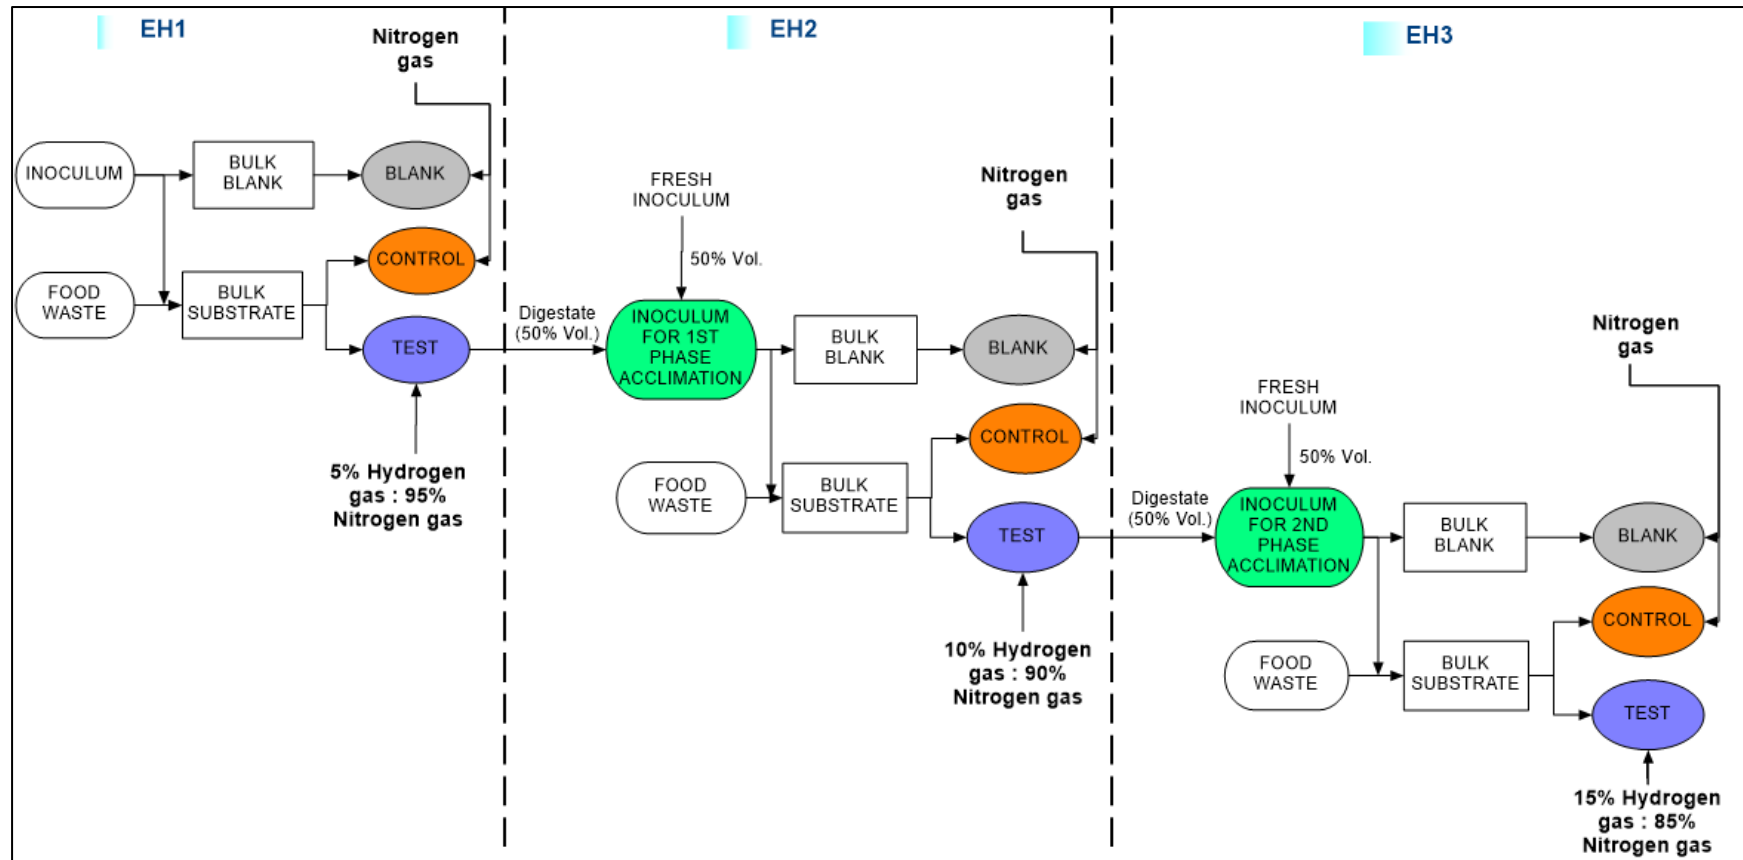 EH1
Nitrogen
gas
INOCULUM
BULK
BLANK
BLANK
CONTROL
FOOD
WASTE
BULK
SUBSTRATE
TEST
5% Hydrogen
gas : 95%
Nitrogen gas
EH2
Nitrogen
gas
FRESH
INOCULUM
50% Vol.
Digestate
(50% Vol.)
INOCULUM
FOR 1ST
PHASE
ACCLIMATION
BULK
BLANK
BLANK
CONTROL
FOOD
WASTE
BULK
SUBSTRATE
TEST
10% Hydrogen
gas : 90%
Nitrogen gas
EH3
Nitrogen
gas
FRESH
INOCULUM
50% Vol.
Digestate
(50% Vol.)
INOCULUM
FOR 2ND
PHASE
ACCLIMATION
BULK
BLANK
BLANK
CONTROL
FOOD
WASTE
BULK
SUBSTRATE
TEST
15% Hydrogen
gas : 85%
Nitrogen gas